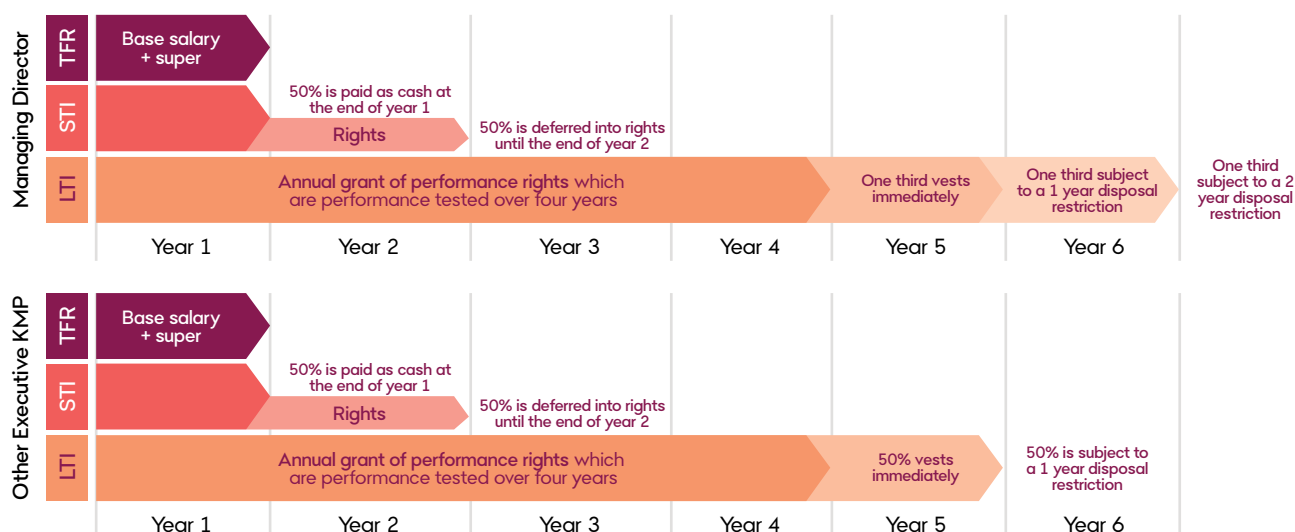 Managing Director
TFR
Base salary
+ super
STI
50% is paid as cash at
the end of year 1
Rights
50% is deferred into rights
until the end of year 2
LTI
Annual grant of performance rights which
are performance tested over four years
One third vests
immediately
One third subject
to a 1 year disposal
restriction
One third
subject to a 2
year disposal
restriction
Year 1
Year 2
Year 3
Year 4
Year 5
Year 6
Other Executive KMP
TFR
Base salary
+ super
STI
50% is paid as cash at
the end of year 1
Rights
50% is deferred into rights
until the end of year 2
LTI
Annual grant of performance rights which
are performance tested over four years
50% vests
immediately
50% is subject to
a 1 year disposal
restriction
Year 1
Year 2
Year 3
Year 4
Year 5
Year 6